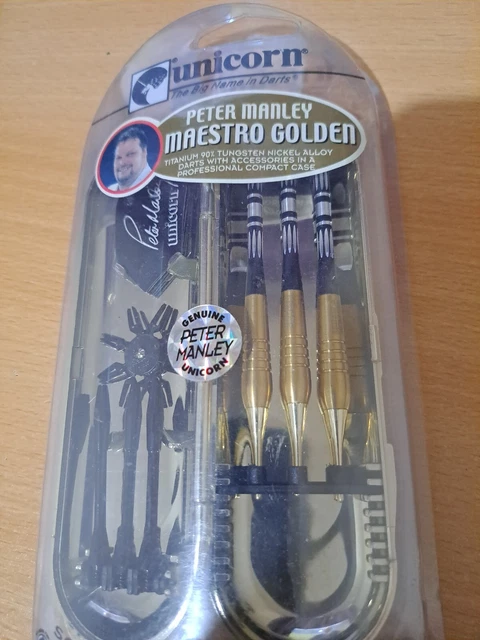 unicorn®
The Big Name in Darts®
PETER MANLEY
MAESTRO GOLDEN
TITANIUM 90% TUNGSTEN NICKEL ALLOY
DARTS WITH ACCESSORIES IN A
PROFESSIONAL COMPACT CASE
unicorn
GENUINE
PETER
MANLEY
UNICORN